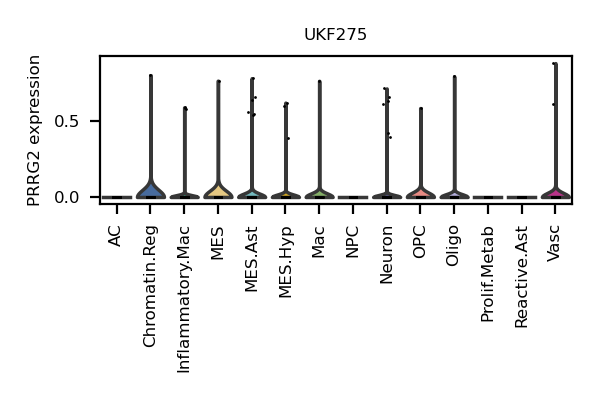 UKF275
PRRG2 expression
0.5
0.0
AC
Chromatin.Reg
Inflammatory.Mac
MES
MES.Ast
MES.Hyp
Mac
NPC
Neuron
OPC
Oligo
Prolif.Metab
Reactive.Ast
Vasc